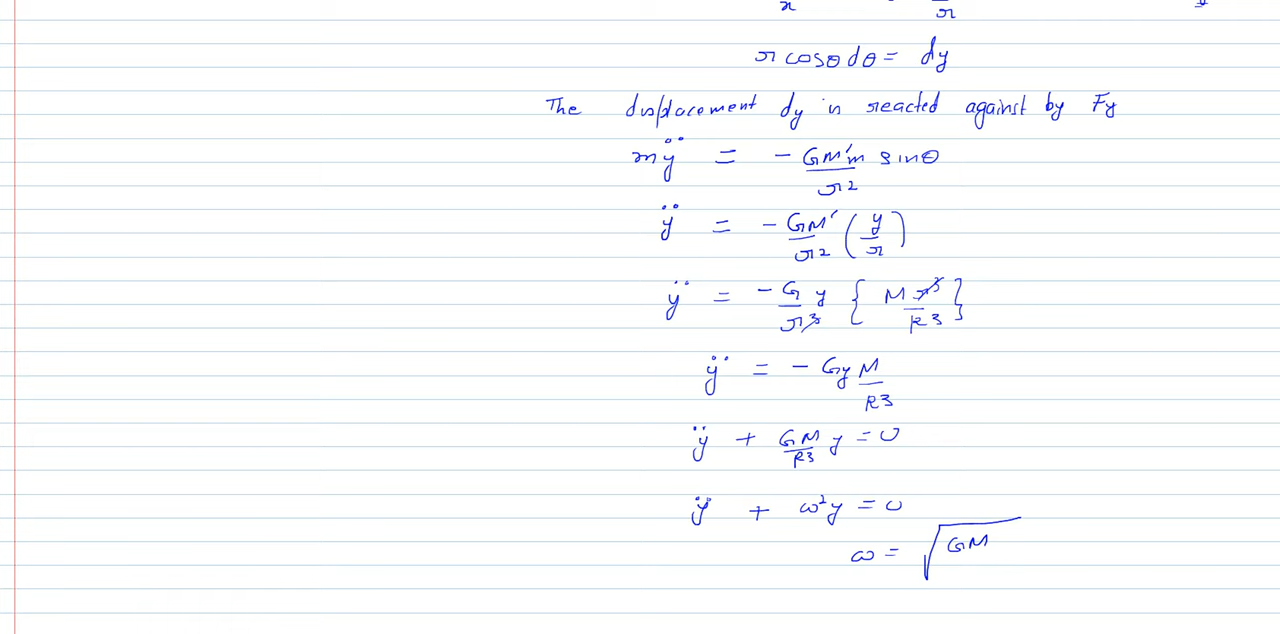 x r y
r cosθ dθ = dy
The displacement dy is reacted against by Fy
mÿ = - GM'm/r2 sinθ
ÿ = - GM'/r2 (y/r)
ÿ = - G/r3 y { M r3/R3 }
ÿ = - Gy M/R3
ÿ + GM/R3 y = 0
ÿ + ω²y = 0
ω = √GM